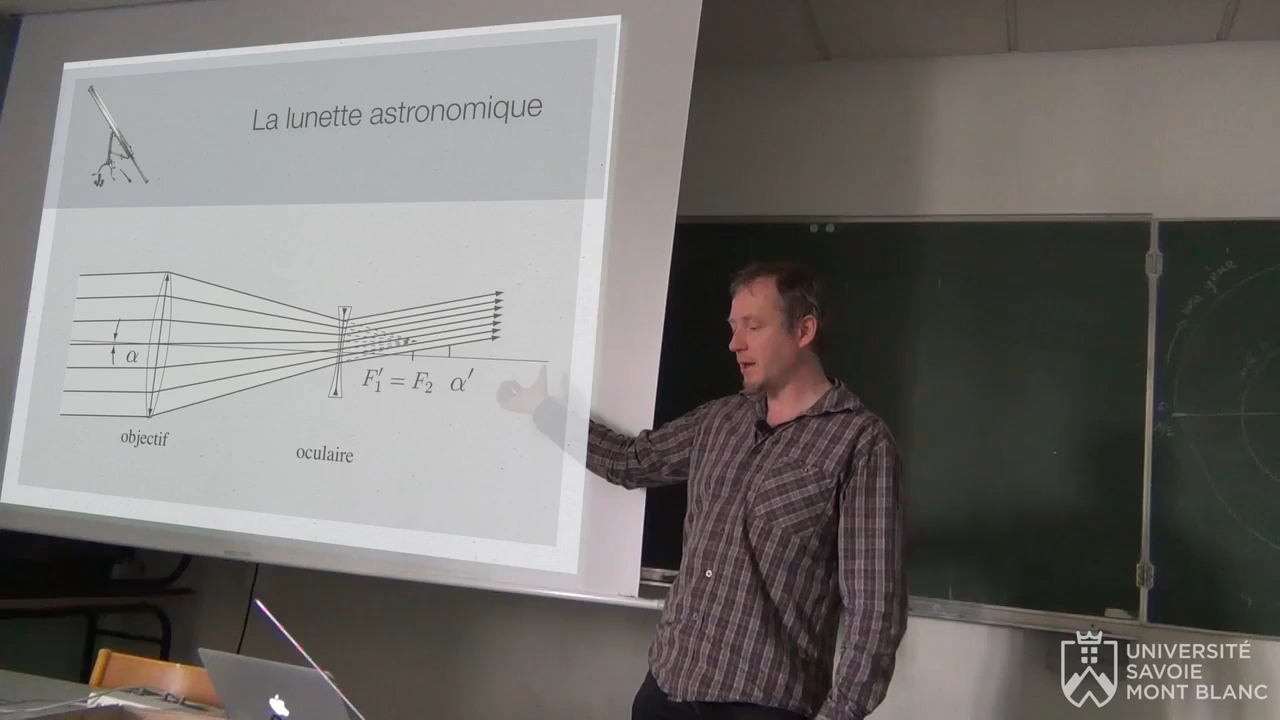 La lunette astronomique
α
F′₁ = F₂ α′
objectif
oculaire
UNIVERSITÉ
SAVOIE
MONT BLANC